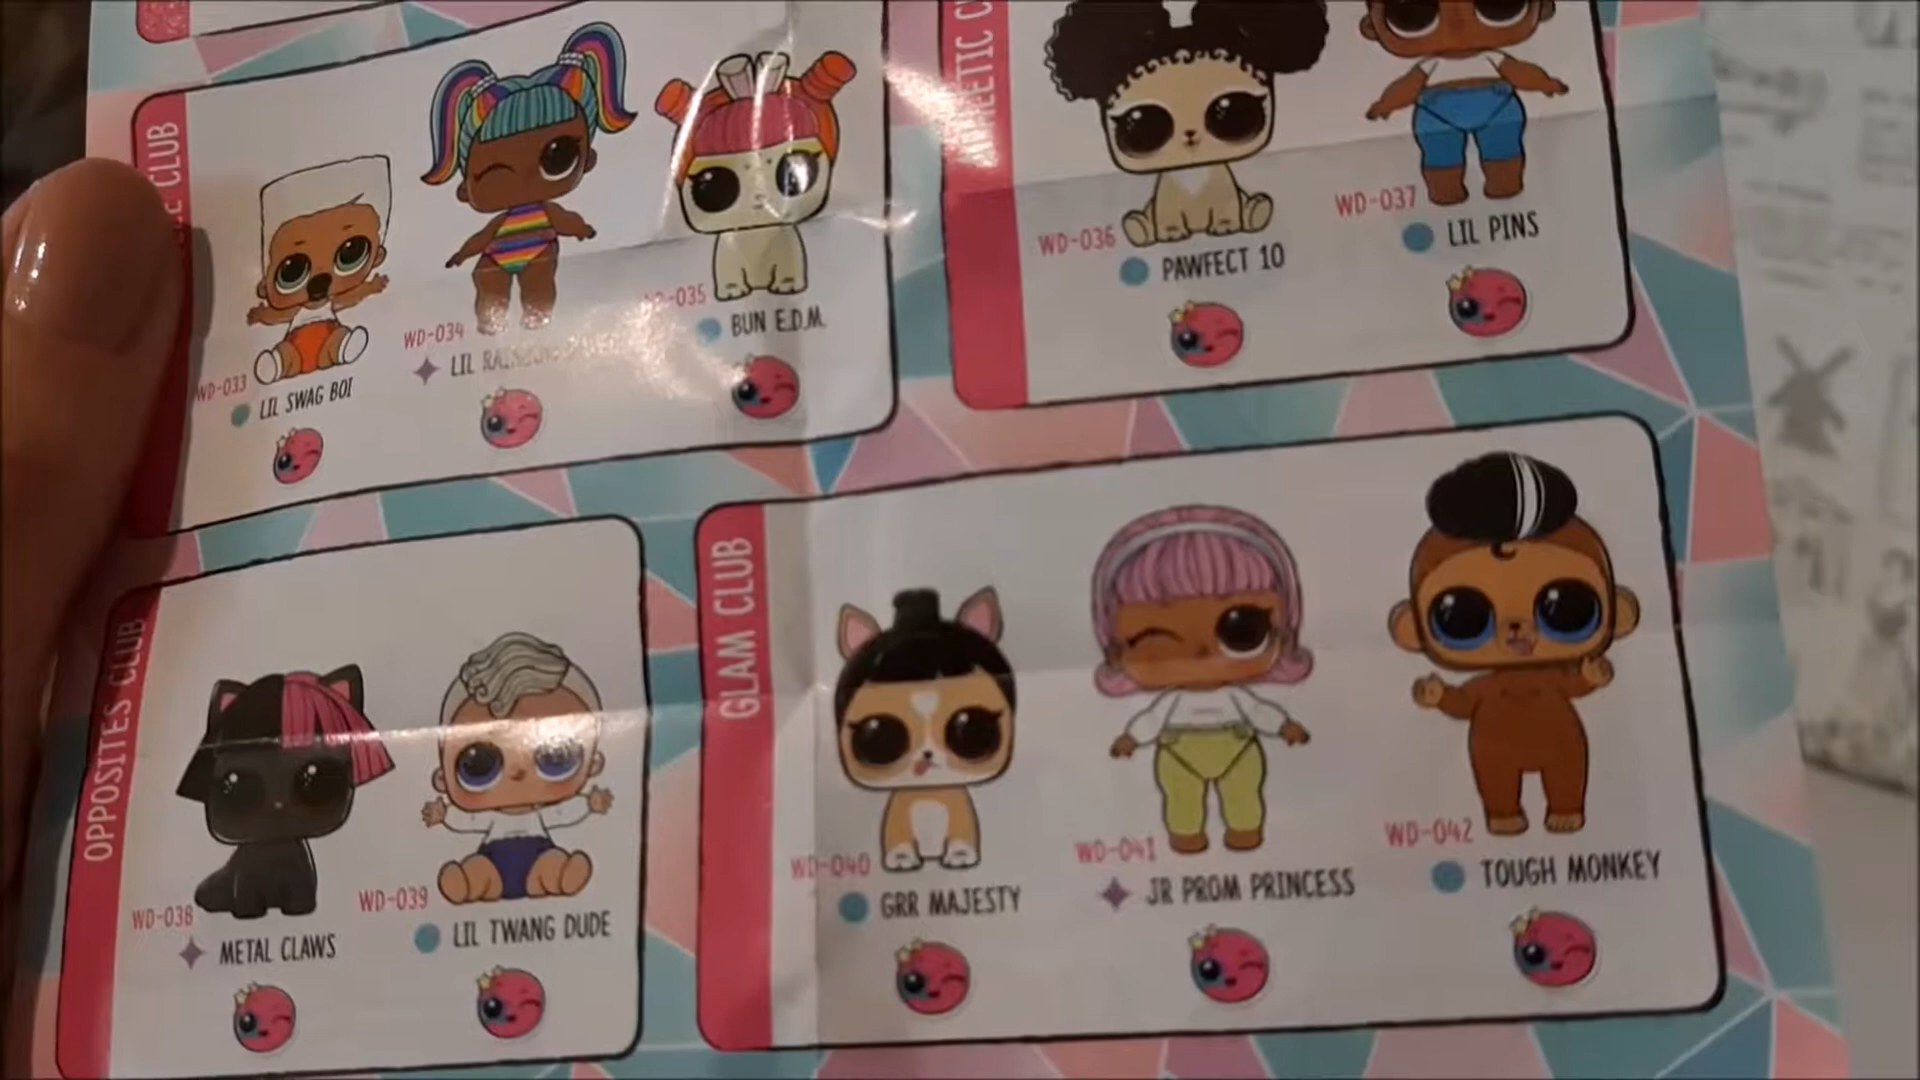 CLUB
WD-033
LIL SWAG BOI
WD-034
LIL
-035
BUN E.D.M.
WD-036
PAWFECT 10
WD-037
LIL PINS
OPPOSITES CLUB
WD-038
METAL CLAWS
WD-039
LIL TWANG DUDE
GLAM CLUB
WD-040
GRR MAJESTY
WD-041
JR PROM PRINCESS
WD-042
TOUGH MONKEY